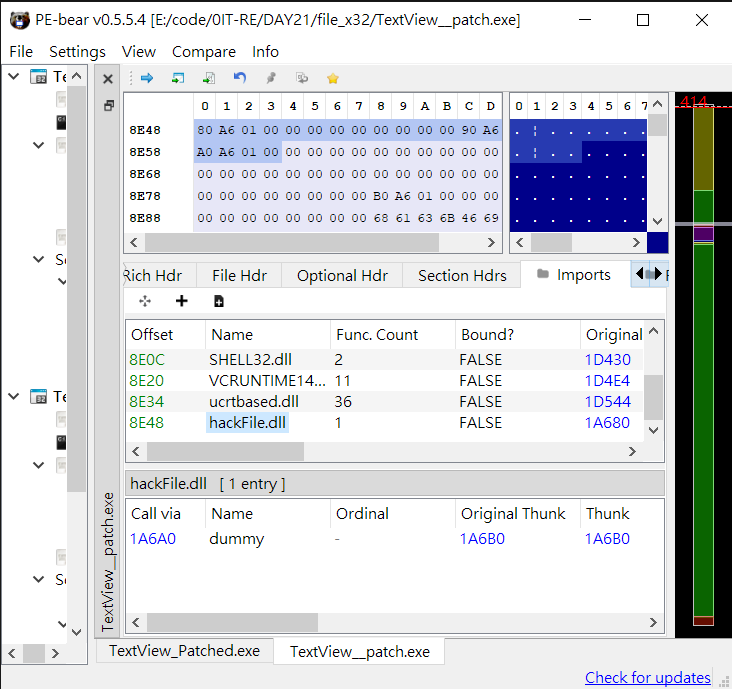 PE-bear v0.5.5.4 [E:/code/0IT-RE/DAY21/file_x32/TextView__patch.exe]
File Settings View Compare Info
0 1 2 3 4 5 6 7 8 9 A B C D 0 1 2 3 4 5 6 7
8E48 80 A6 01 00 00 00 00 00 00 00 00 00 90 A6 . ¦ . . . . . .
8E58 A0 A6 01 00 00 00 00 00 00 00 00 00 00 00 . ¦ . . . . . .
8E68 00 00 00 00 00 00 00 00 00 00 00 00 00 00 . . . . . . . .
8E78 00 00 00 00 00 00 00 00 B0 A6 01 00 00 00 . . . . . . . .
8E88 00 00 00 00 00 00 00 00 68 61 63 6B 46 69 . . . . . . . .
414
Rich Hdr File Hdr Optional Hdr Section Hdrs Imports
Offset Name Func. Count Bound? Original
8E0C SHELL32.dll 2 FALSE 1D430
8E20 VCRUNTIME14... 11 FALSE 1D4E4
8E34 ucrtbased.dll 36 FALSE 1D544
8E48 hackFile.dll 1 FALSE 1A680
hackFile.dll [ 1 entry ]
Call via Name Ordinal Original Thunk Thunk
1A6A0 dummy - 1A6B0 1A6B0
TextView__patch.exe
TextView_Patched.exe TextView__patch.exe
Check for updates